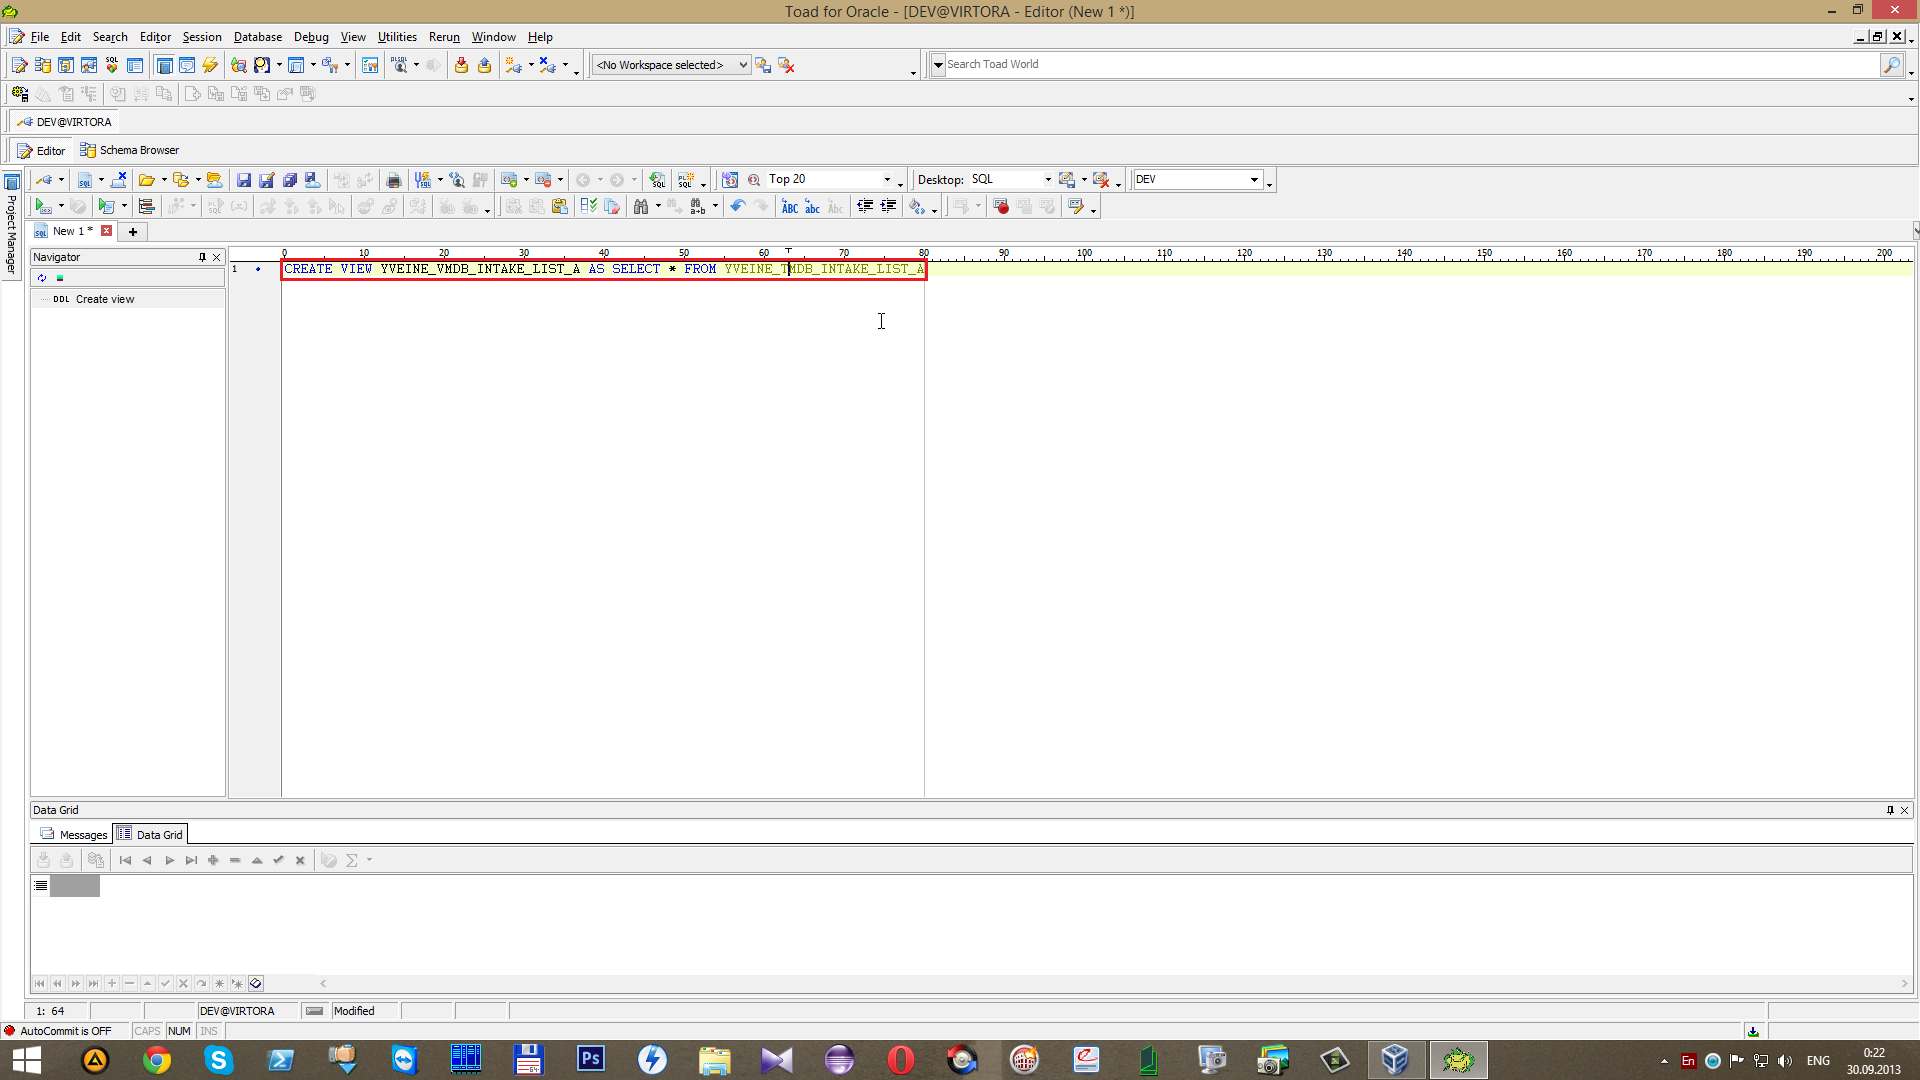 Toad for Oracle - [DEV@VIRTORA - Editor (New 1 *)]
File Edit Search Editor Session Database Debug View Utilities Rerun Window Help
<No Workspace selected>
Search Toad World
DEV@VIRTORA
Editor Schema Browser
Top 20
Desktop: SQL
DEV
Project Manager
New 1 *
Navigator
0 10 20 30 40 50 60 70 80 90 100 110 120 130 140 150 160 170 180 190 200
1 CREATE VIEW YVEINE_VMDB_INTAKE_LIST_A AS SELECT * FROM YVEINE_TMDB_INTAKE_LIST_A
DDL Create view
Data Grid
Messages Data Grid
1: 64 DEV@VIRTORA Modified
AutoCommit is OFF CAPS NUM INS
Ps
En
ENG
0:22
30.09.2013